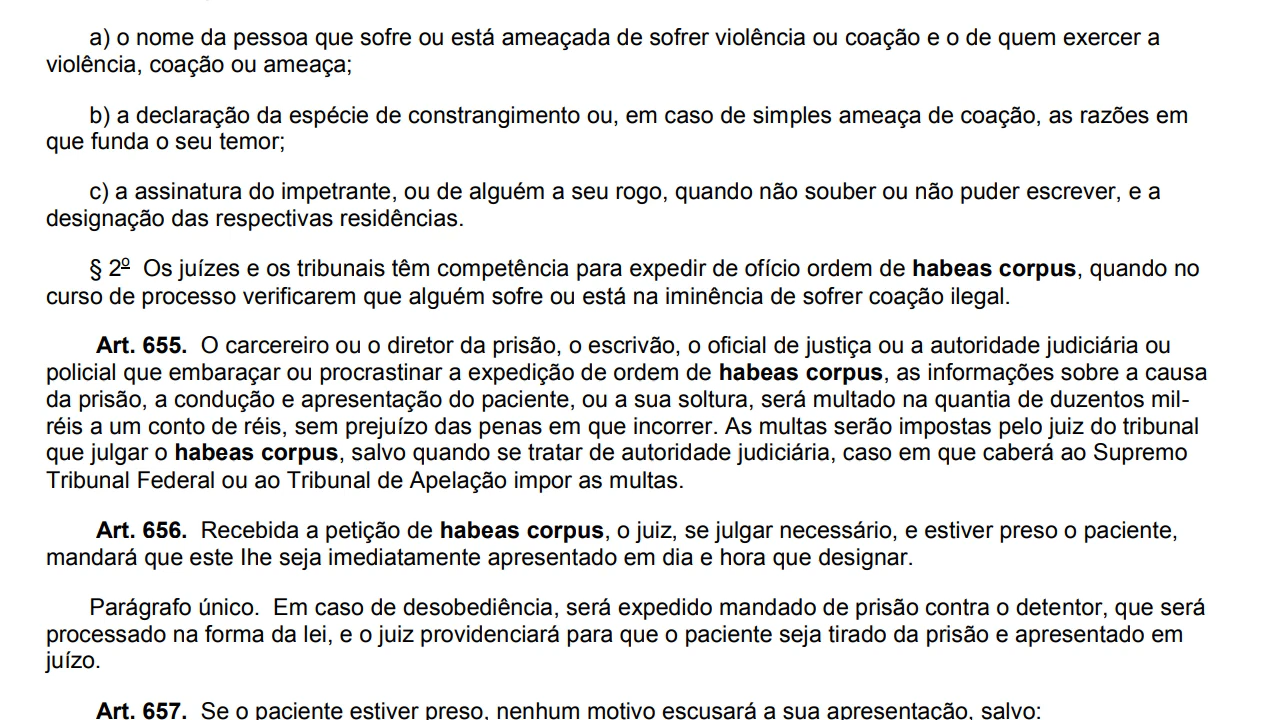 a) o nome da pessoa que sofre ou está ameaçada de sofrer violência ou coação e o de quem exercer a
violência, coação ou ameaça;
b) a declaração da espécie de constrangimento ou, em caso de simples ameaça de coação, as razões em
que funda o seu temor;
c) a assinatura do impetrante, ou de alguém a seu rogo, quando não souber ou não puder escrever, e a
designação das respectivas residências.
§ 2º Os juízes e os tribunais têm competência para expedir de ofício ordem de habeas corpus, quando no
curso de processo verificarem que alguém sofre ou está na iminência de sofrer coação ilegal.
Art. 655. O carcereiro ou o diretor da prisão, o escrivão, o oficial de justiça ou a autoridade judiciária ou
policial que embaraçar ou procrastinar a expedição de ordem de habeas corpus, as informações sobre a causa
da prisão, a condução e apresentação do paciente, ou a sua soltura, será multado na quantia de duzentos mil-
réis a um conto de réis, sem prejuízo das penas em que incorrer. As multas serão impostas pelo juiz do tribunal
que julgar o habeas corpus, salvo quando se tratar de autoridade judiciária, caso em que caberá ao Supremo
Tribunal Federal ou ao Tribunal de Apelação impor as multas.
Art. 656. Recebida a petição de habeas corpus, o juiz, se julgar necessário, e estiver preso o paciente,
mandará que este Ihe seja imediatamente apresentado em dia e hora que designar.
Parágrafo único. Em caso de desobediência, será expedido mandado de prisão contra o detentor, que será
processado na forma da lei, e o juiz providenciará para que o paciente seja tirado da prisão e apresentado em
juízo.
Art. 657. Se o paciente estiver preso, nenhum motivo escusará a sua apresentação, salvo: